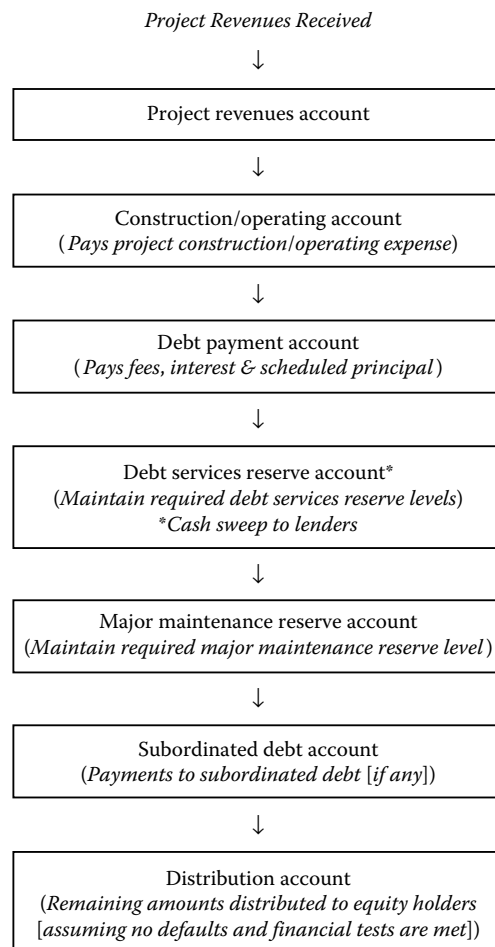 Project Revenues Received
↓
Project revenues account
↓
Construction/operating account
(Pays project construction/operating expense)
↓
Debt payment account
(Pays fees, interest & scheduled principal)
↓
Debt services reserve account*
(Maintain required debt services reserve levels)
*Cash sweep to lenders
↓
Major maintenance reserve account
(Maintain required major maintenance reserve level)
↓
Subordinated debt account
(Payments to subordinated debt [if any])
↓
Distribution account
(Remaining amounts distributed to equity holders
[assuming no defaults and financial tests are met])